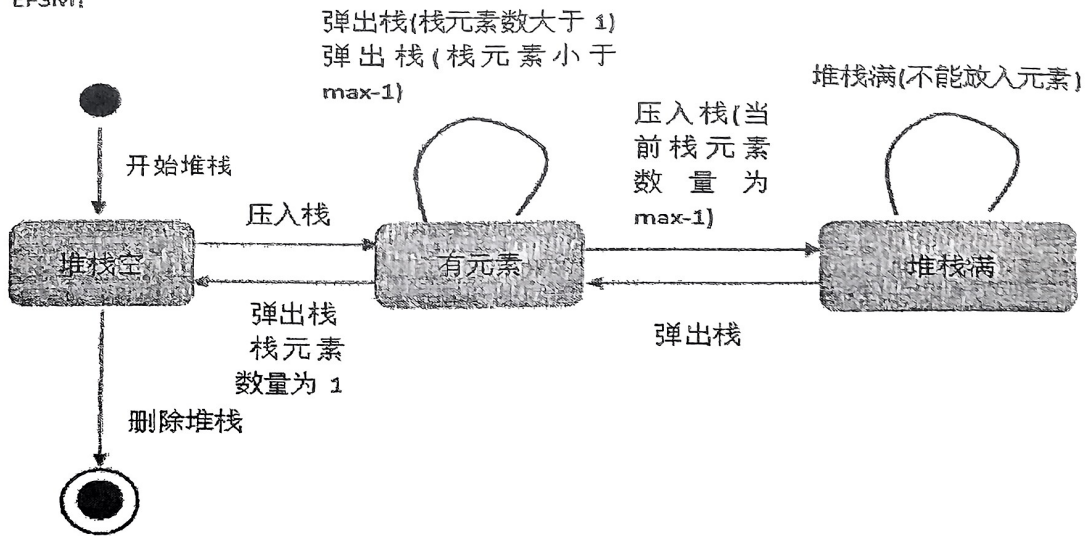 EFSM:
弹出栈(栈元素数大于 1)
弹出栈(栈元素小于
max-1)
堆栈满(不能放入元素)
压入栈(当
前栈元素
数量为
max-1)
开始堆栈
压入栈
堆栈空
有元素
堆栈满
弹出栈
栈元素
数量为 1
弹出栈
删除堆栈